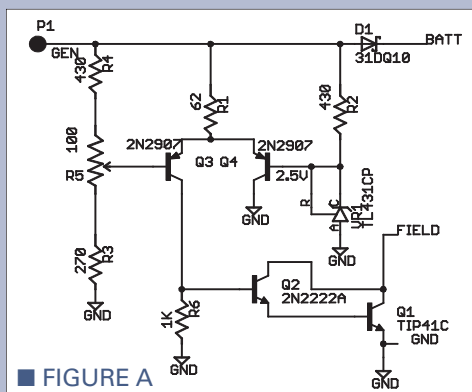 P1
GEN
D1
31DQ10
BATT
430
R4
62
R1
430
R2
100
R5
2N2907
Q3 Q4
2N2907
2.5V
R
C
A
VR1
TL431CP
GND
GND
270
R3
GND
FIELD
Q2
2N2222A
1K
R6
Q1
TIP41C
GND
GND
GND
FIGURE A